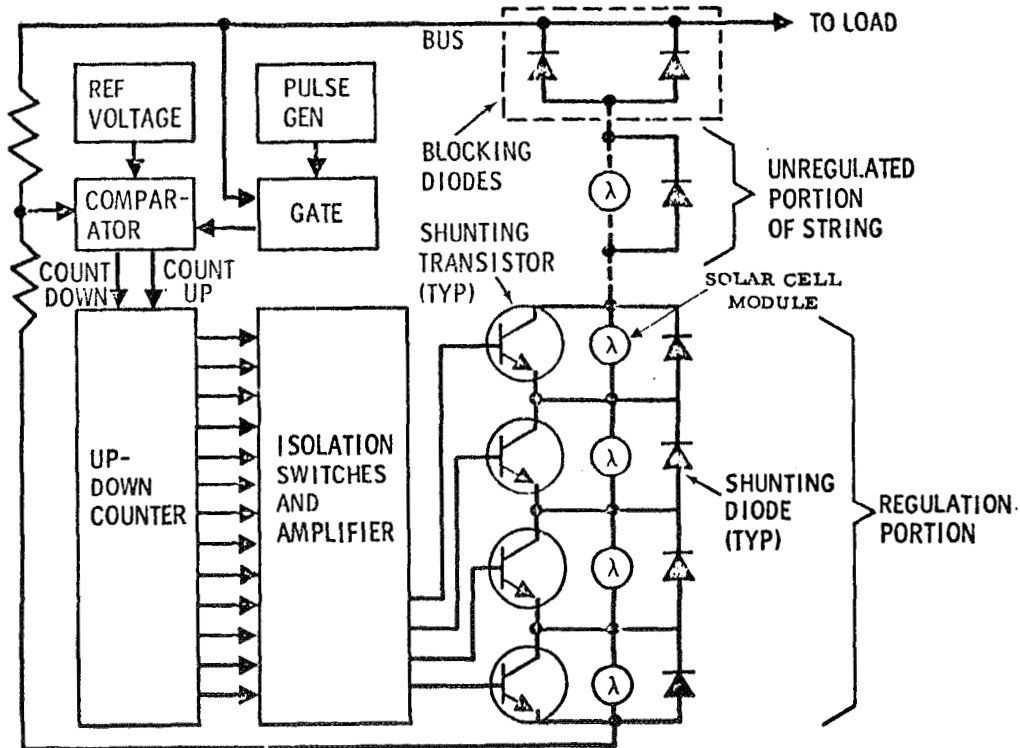 BUS
TO LOAD
REF
VOLTAGE
PULSE
GEN
BLOCKING
DIODES
UNREGULATED
PORTION
OF STRING
COMPAR-
ATOR
GATE
λ
SHUNTING
TRANSISTOR
(TYP)
COUNT
DOWN
COUNT
UP
SOLAR CELL
MODULE
λ
UP-
DOWN
COUNTER
ISOLATION
SWITCHES
AND
AMPLIFIER
λ
SHUNTING
DIODE
(TYP)
REGULATION
PORTION
λ
λ